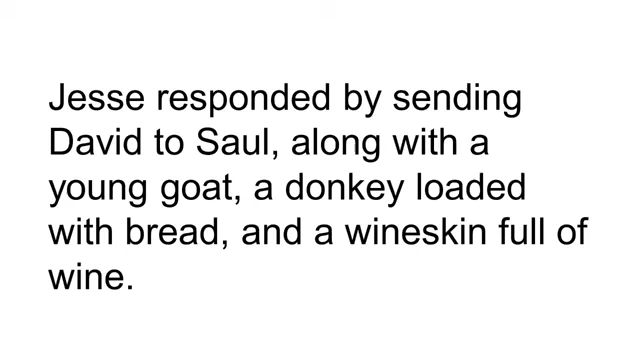 Jesse responded by sending
David to Saul, along with a
young goat, a donkey loaded
with bread, and a wineskin full of
wine.